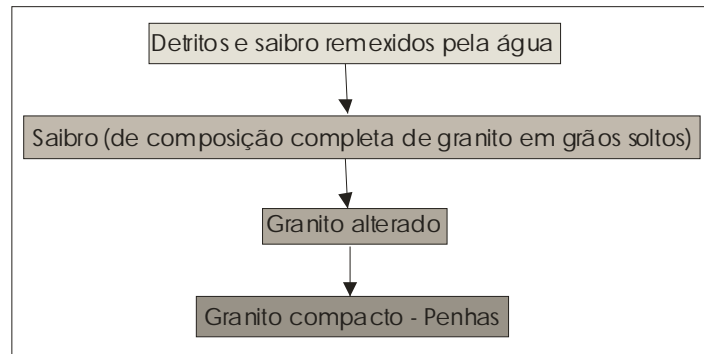 Detritos e saibro remexidos pela água
Saibro (de composição completa de granito em grãos soltos)
Granito alterado
Granito compacto - Penhas